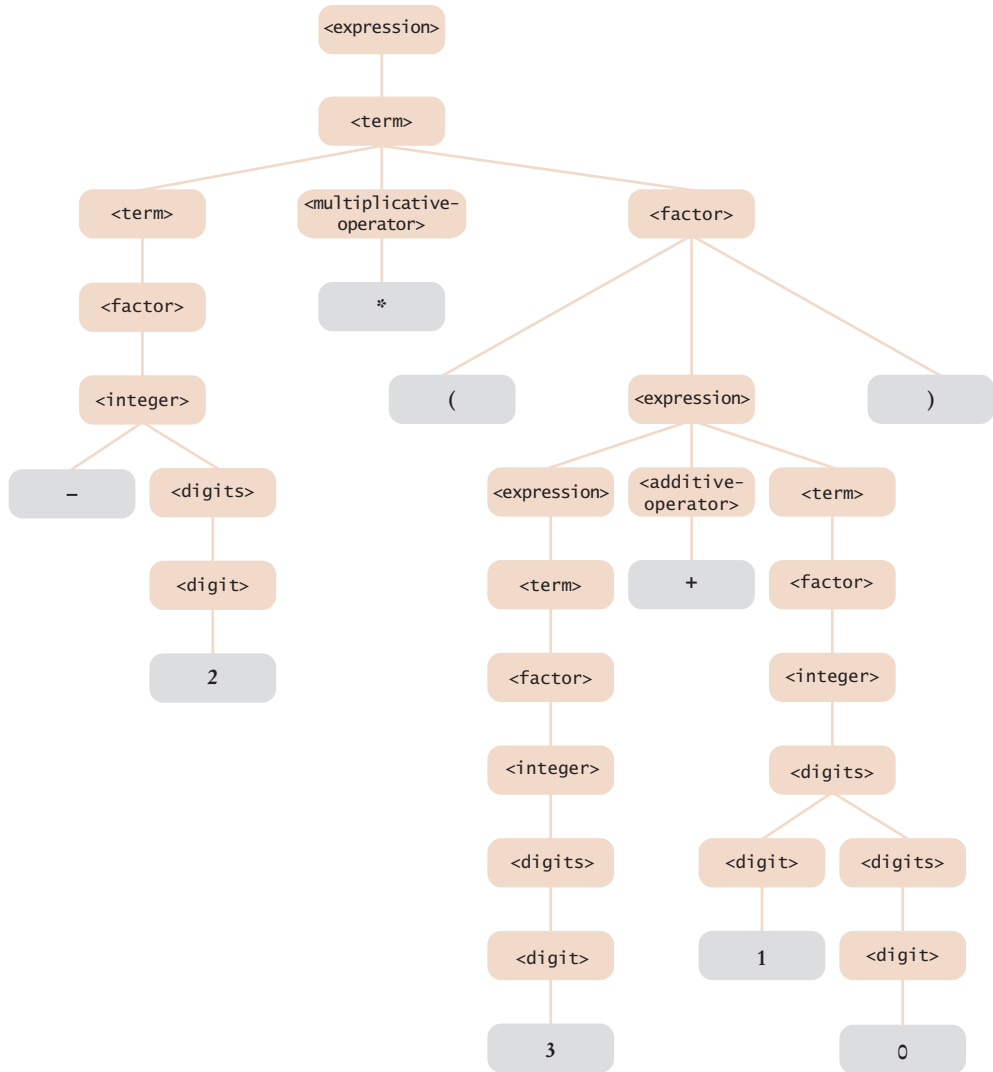 <expression>
<term>
<term>
<multiplicative-
operator>
<factor>
<factor>
*
<integer>
(
<expression>
)
–
<digits>
<expression>
<additive-
operator>
<term>
<digit>
<term>
+
<factor>
2
<factor>
<integer>
<integer>
<digits>
<digits>
<digit>
<digits>
<digit>
1
<digit>
3
0